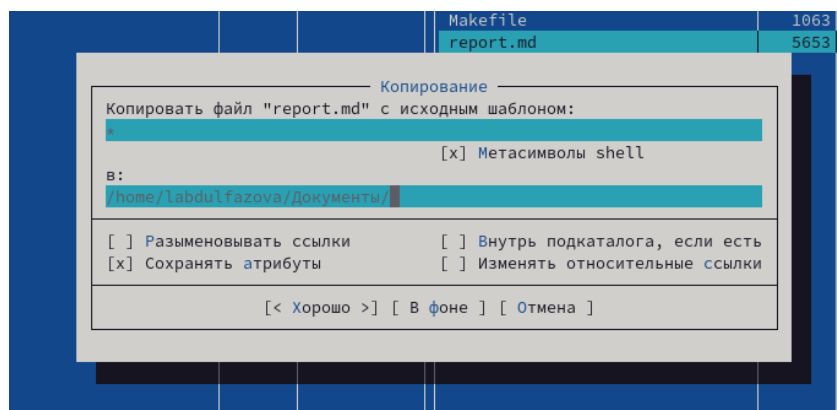 Makefile 1063
report.md 5653
Копирование
Копировать файл "report.md" с исходным шаблоном:
*
[x] Метасимволы shell
в:
/home/labdulfazova/Документы/
[ ] Разыменовывать ссылки [ ] Внутрь подкаталога, если есть
[x] Сохранять атрибуты [ ] Изменять относительные ссылки
[< Хорошо >] [ В фоне ] [ Отмена ]